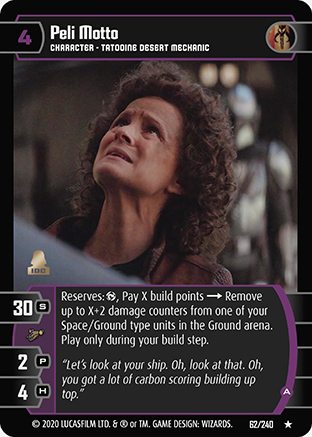 4
Peli Motto
CHARACTER - TATOOINE DESERT MECHANIC
IDC
30 S
Reserves: , Pay X build points → Remove
up to X+2 damage counters from one of your
Space/Ground type units in the Ground arena.
Play only during your build step.
2 P
"Let's look at your ship. Oh, look at that. Oh,
you got a lot of carbon scoring building up
top."
4 H
A
© 2020 LUCASFILM LTD. & ® or TM. GAME DESIGN: WIZARDS.
62/240 ★